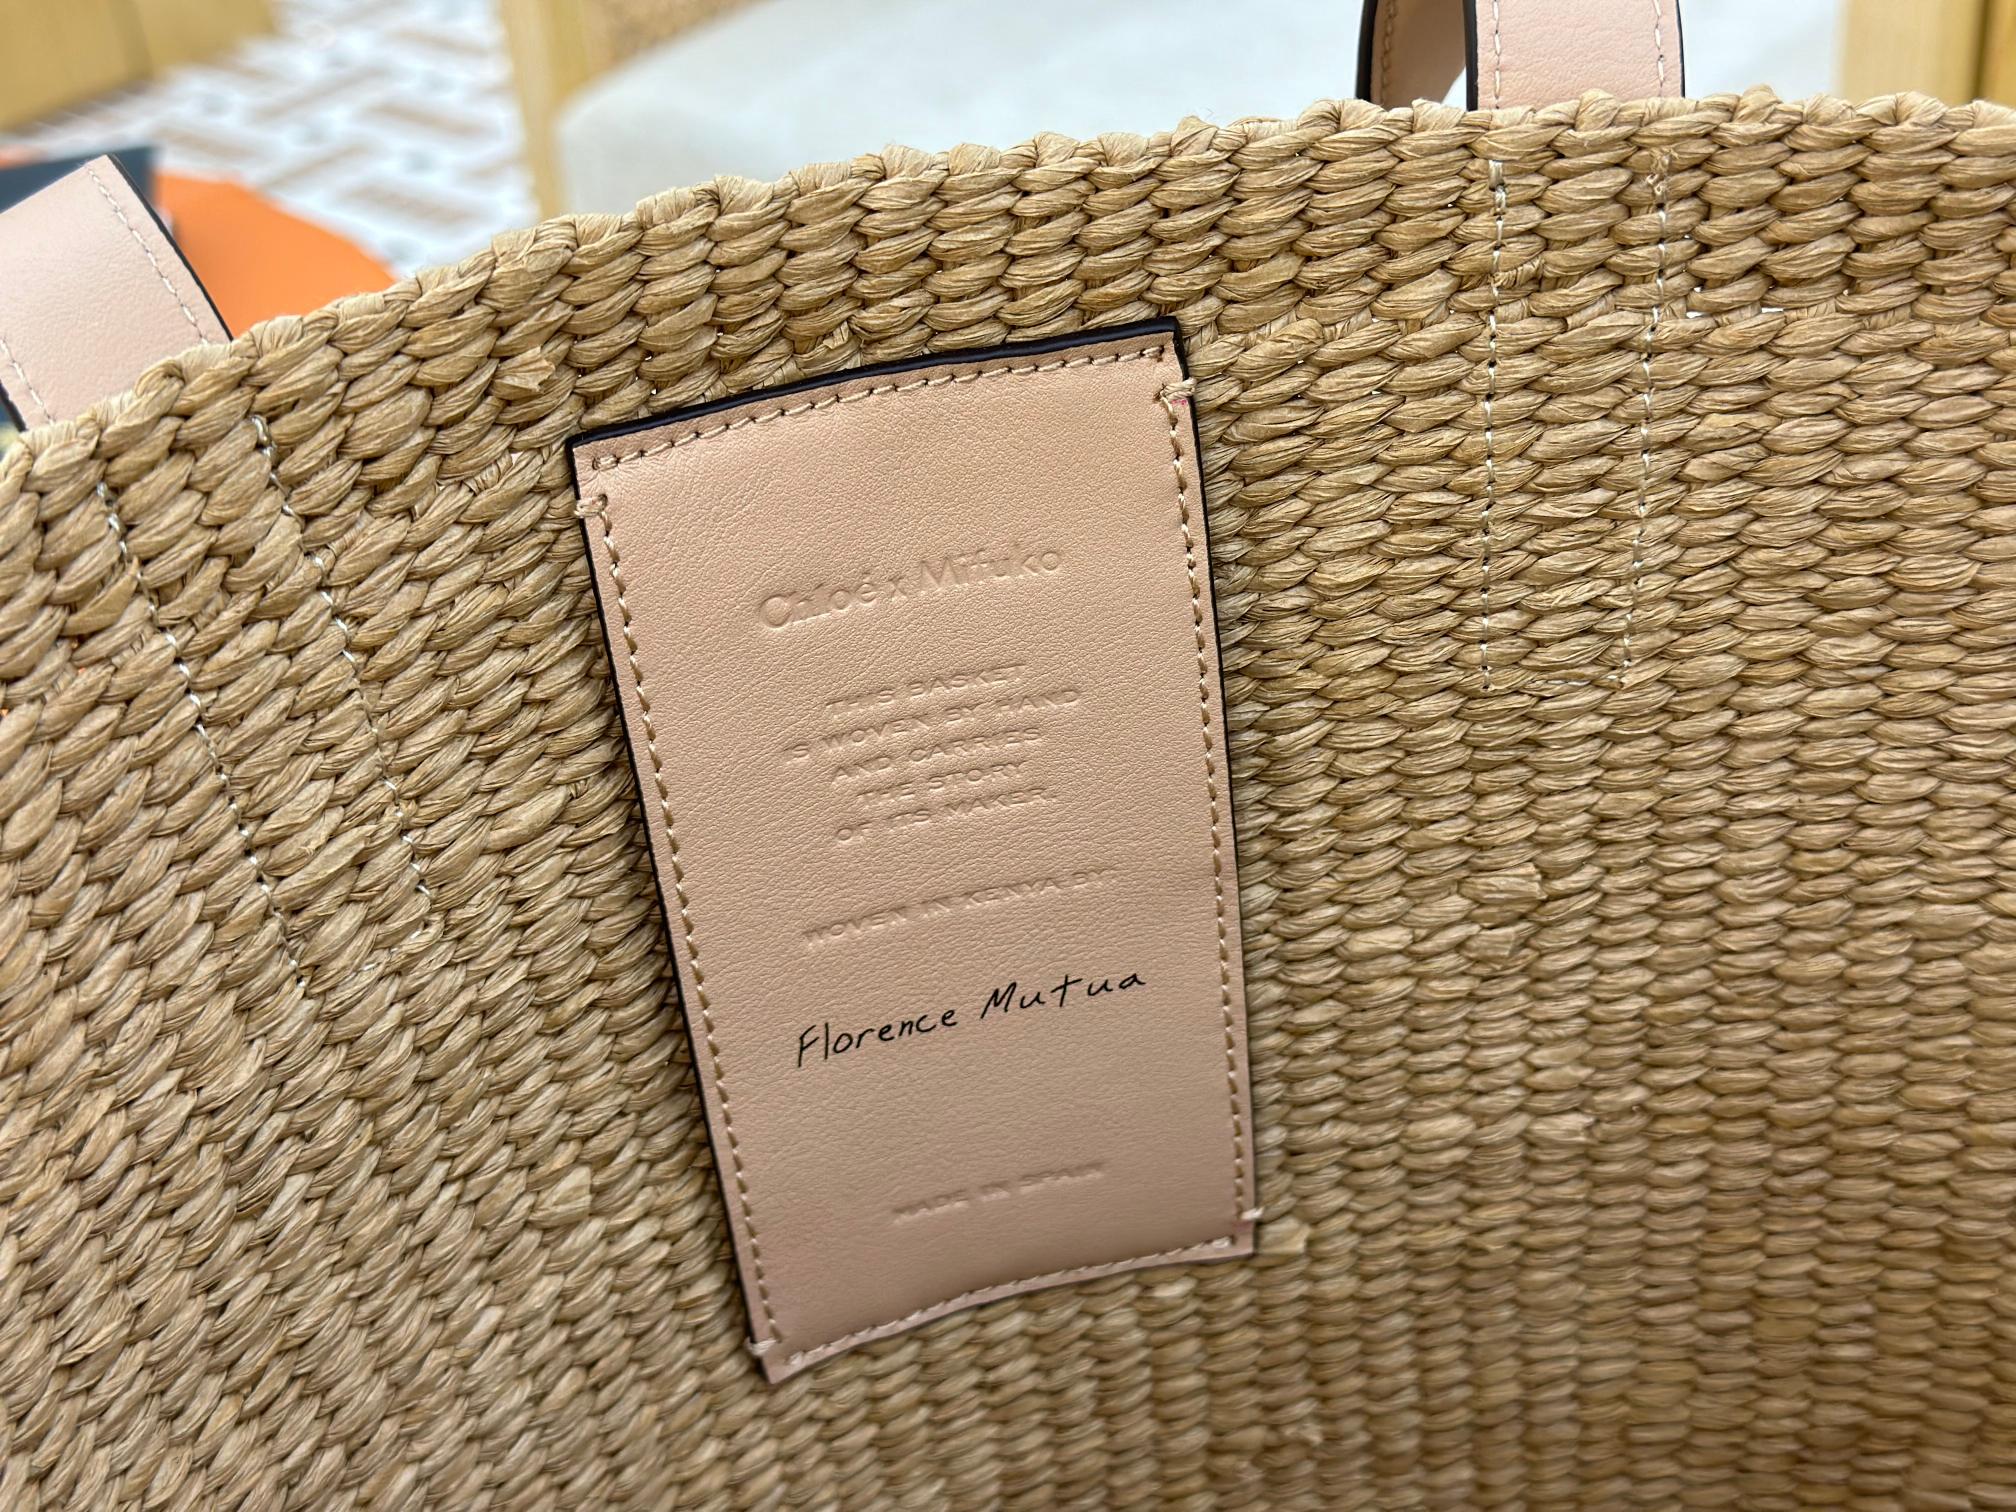 Chloé x Mifuko
THIS BASKET
IS WOVEN BY HAND
AND CARRIES
THE STORY
OF ITS MAKER.
WOVEN IN KENYA BY
Florence Mutua
MADE IN SPAIN